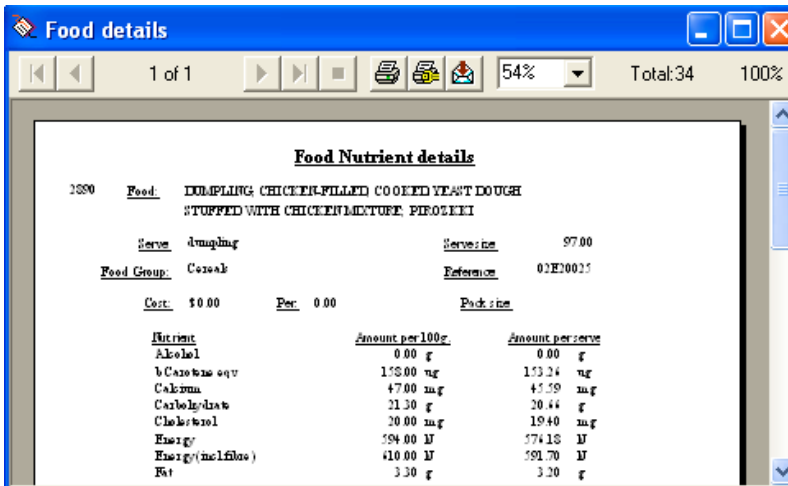 Food details
1 of 1 54% Total:34 100%
Food Nutrient details
2890 Food: DUMPLING, CHICKEN-FILLED, COOKED YEAST DOUGH
STUFFED WITH CHICKEN MIXTURE, PIROZKKI
Serve dumpling Serve size 97.00
Food Group: Cereals Reference 02E20025
Cost: $0.00 Per: 0.00 Pack size
Nutrient Amount per 100g. Amount per serve
Alcohol 0.00 g 0.00 g
b Carotene eqv 158.00 ug 153.26 ug
Calcium 47.00 mg 45.59 mg
Carbohydrate 21.30 g 20.66 g
Cholesterol 20.00 mg 19.40 mg
Energy 594.00 kJ 576.18 kJ
Energy(incl.fibre) 610.00 kJ 591.70 kJ
Fat 3.30 g 3.20 g